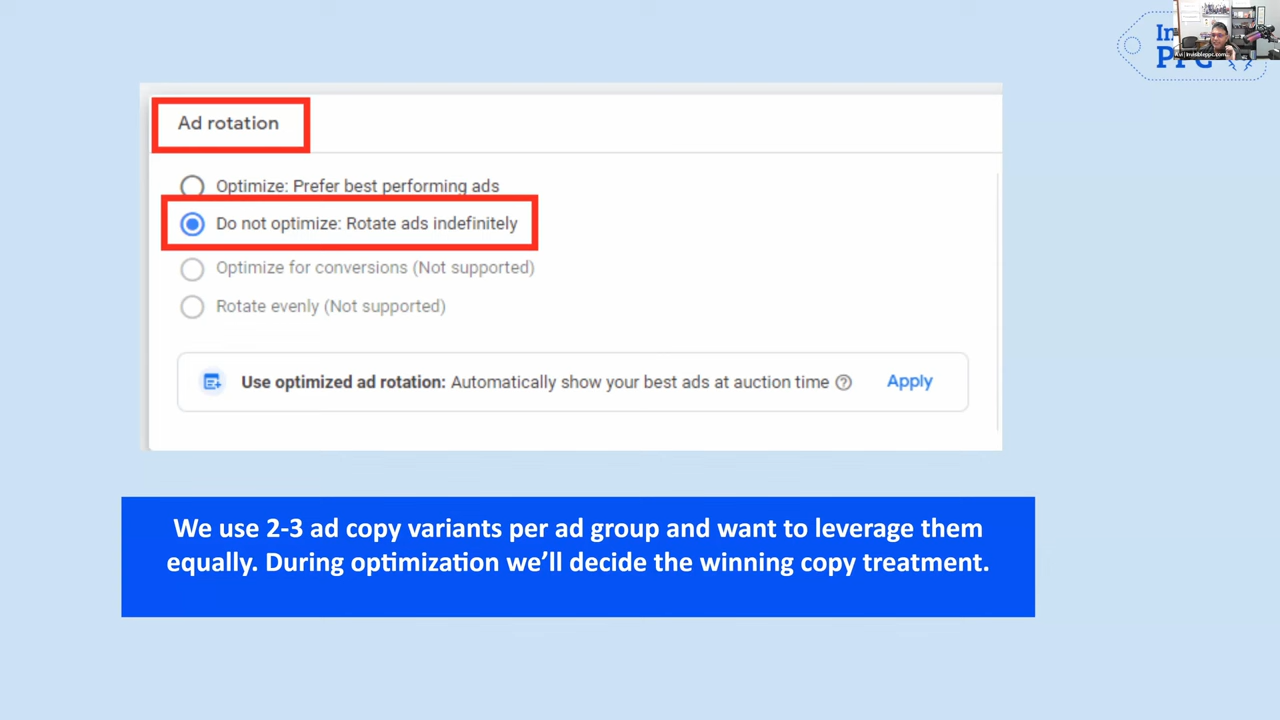 Ad rotation
Optimize: Prefer best performing ads
Do not optimize: Rotate ads indefinitely
Optimize for conversions (Not supported)
Rotate evenly (Not supported)
Use optimized ad rotation: Automatically show your best ads at auction time
Apply
We use 2-3 ad copy variants per ad group and want to leverage them
equally. During optimization we’ll decide the winning copy treatment.